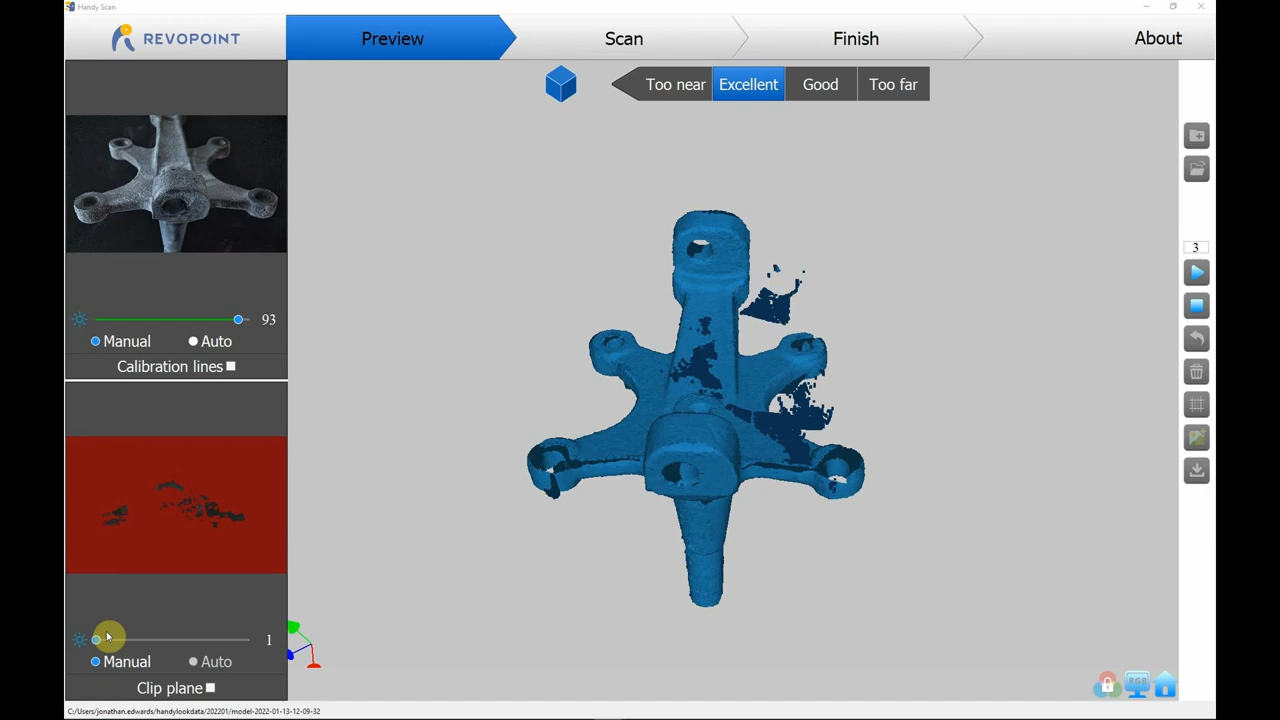 Handy Scan
REVOPOINT
Preview
Scan
Finish
About
Too near
Excellent
Good
Too far
93
Manual
Auto
Calibration lines
3
1
Manual
Auto
Clip plane
RGB
C:/Users/jonathan.edwards/handylookdata/202201/model-2022-01-13-12-09-32